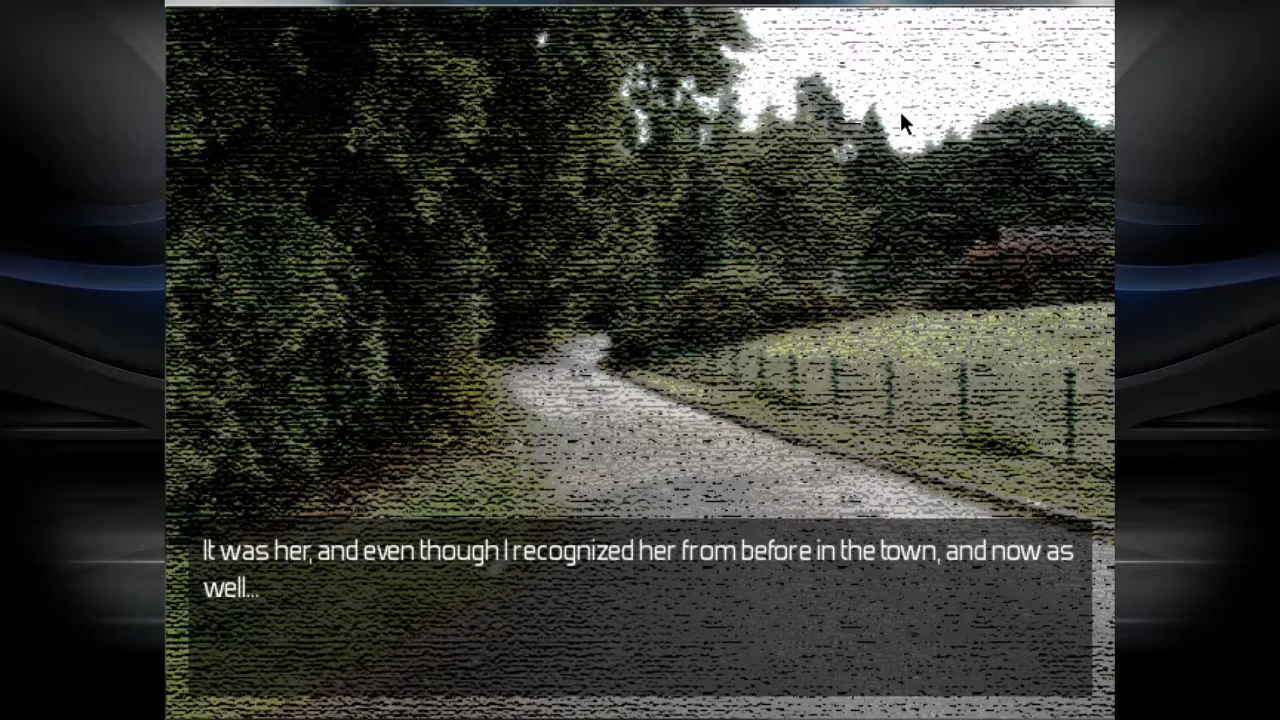 It was her, and even though I recognized her from before in the town, and now as
well...